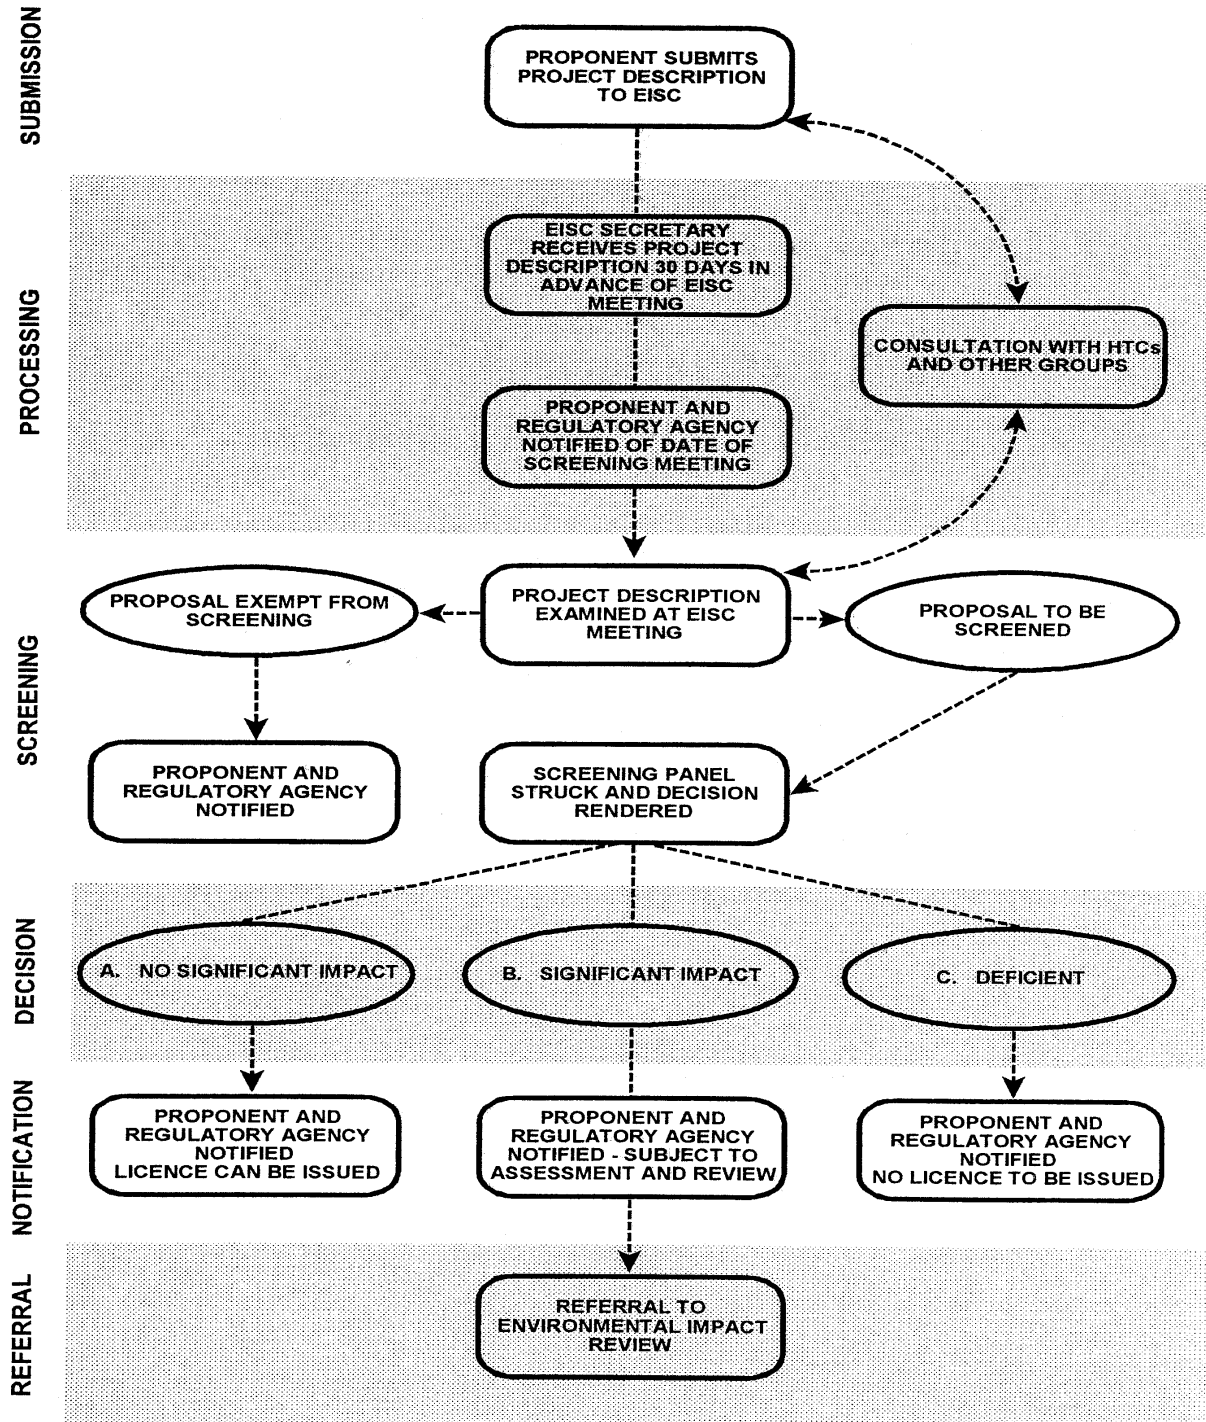 SUBMISSION
PROPONENT SUBMITS
PROJECT DESCRIPTION
TO EISC
PROCESSING
EISC SECRETARY
RECEIVES PROJECT
DESCRIPTION 30 DAYS IN
ADVANCE OF EISC
MEETING
CONSULTATION WITH HTCs
AND OTHER GROUPS
PROPONENT AND
REGULATORY AGENCY
NOTIFIED OF DATE OF
SCREENING MEETING
SCREENING
PROPOSAL EXEMPT FROM
SCREENING
PROJECT DESCRIPTION
EXAMINED AT EISC
MEETING
PROPOSAL TO BE
SCREENED
PROPONENT AND
REGULATORY AGENCY
NOTIFIED
SCREENING PANEL
STRUCK AND DECISION
RENDERED
DECISION
A. NO SIGNIFICANT IMPACT
B. SIGNIFICANT IMPACT
C. DEFICIENT
NOTIFICATION
PROPONENT AND
REGULATORY AGENCY
NOTIFIED
LICENCE CAN BE ISSUED
PROPONENT AND
REGULATORY AGENCY
NOTIFIED - SUBJECT TO
ASSESSMENT AND REVIEW
PROPONENT AND
REGULATORY AGENCY
NOTIFIED
NO LICENCE TO BE ISSUED
REFERRAL
REFERRAL TO
ENVIRONMENTAL IMPACT
REVIEW